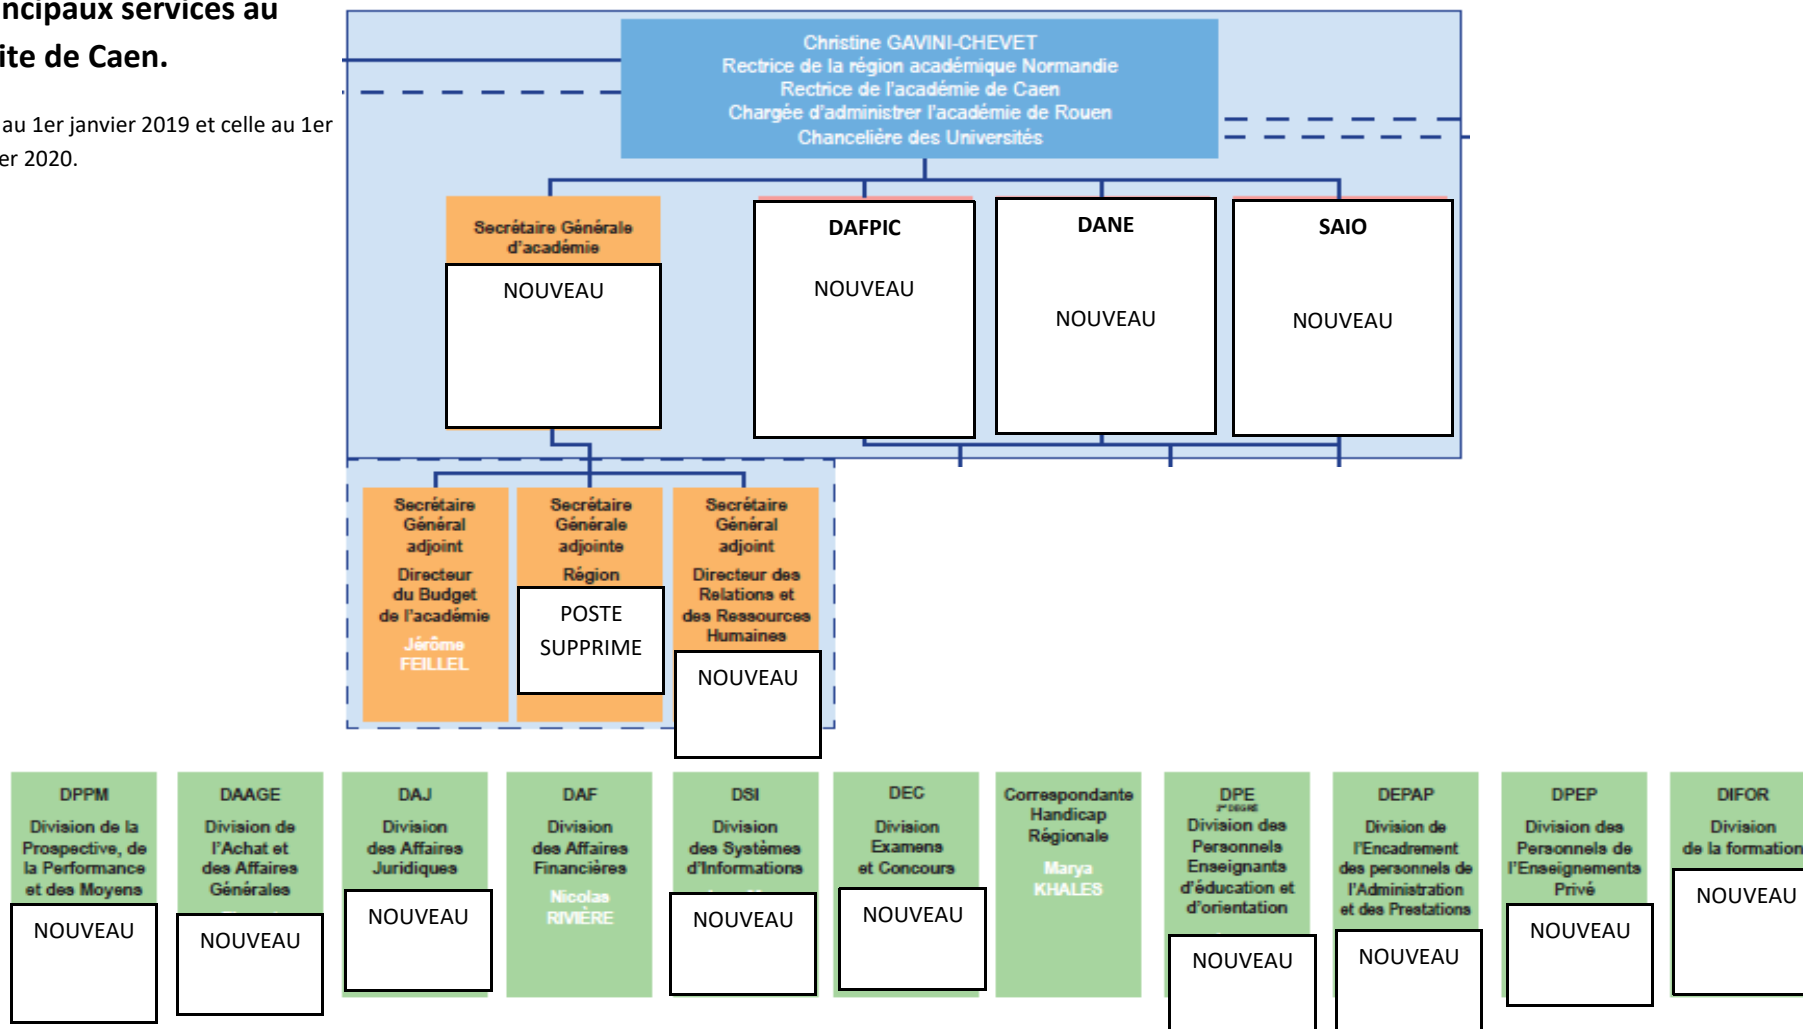 ncipaux services au
ite de Caen.
au 1er janvier 2019 et celle au 1er
er 2020.
Christine GAVINI-CHEVET
Rectrice de la région académique Normandie
Rectrice de l'académie de Caen
Chargée d'administrer l'académie de Rouen
Chancelière des Universités
Secrétaire Générale
d'académie
NOUVEAU
DAFPIC
NOUVEAU
DANE
NOUVEAU
SAIO
NOUVEAU
Secrétaire
Général
adjoint
Directeur
du Budget
de l'académie
Jérôme
FEILLEL
Secrétaire
Générale
adjointe
Région
POSTE
SUPPRIME
Secrétaire
Général
adjoint
Directeur des
Relations et
des Ressources
Humaines
NOUVEAU
DPPM
Division de la
Prospective, de
la Performance
et des Moyens
NOUVEAU
DAAGE
Division de
l'Achat et
des Affaires
Générales
NOUVEAU
DAJ
Division
des Affaires
Juridiques
NOUVEAU
DAF
Division
des Affaires
Financières
Nicolas
RIVIÈRE
DSI
Division
des Systèmes
d'Informations
NOUVEAU
DEC
Division
Examens
et Concours
NOUVEAU
Correspondante
Handicap
Régionale
Marya
KHALES
DPE
2nd DEGRÉ
Division des
Personnels
Enseignants
d'éducation et
d'orientation
NOUVEAU
DEPAP
Division de
l'Encadrement
des personnels de
l'Administration
et des Prestations
NOUVEAU
DPEP
Division des
Personnels de
l'Enseignements
Privé
NOUVEAU
DIFOR
Division
de la formation
NOUVEAU